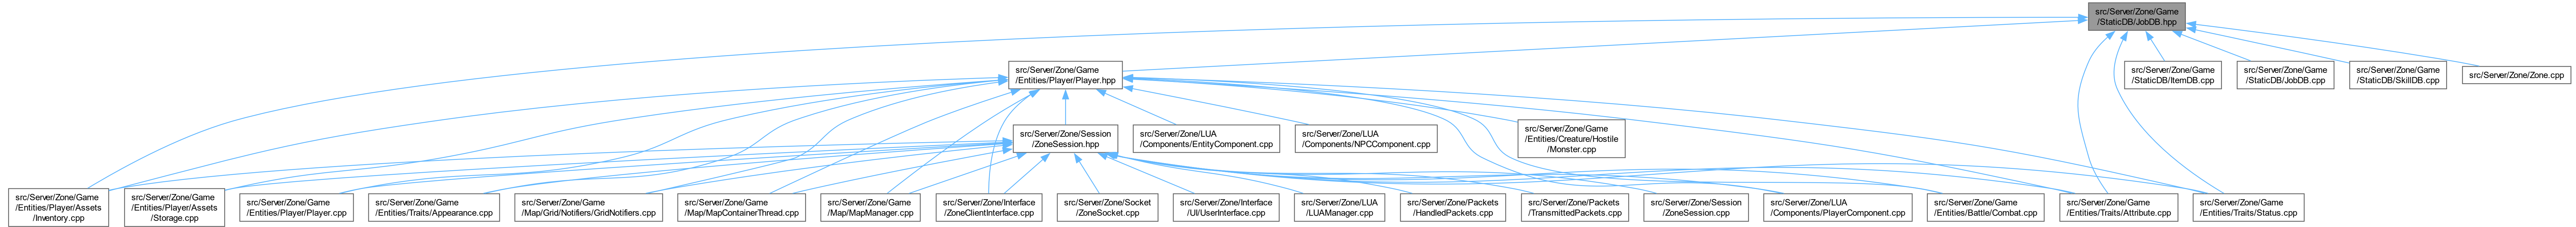 src/Server/Zone/Game
/StaticDB/JobDB.hpp
src/Server/Zone/Game
/Entities/Player/Player.hpp
src/Server/Zone/Game
/StaticDB/ItemDB.cpp
src/Server/Zone/Game
/StaticDB/JobDB.cpp
src/Server/Zone/Game
/StaticDB/SkillDB.cpp
src/Server/Zone/Zone.cpp
src/Server/Zone/Session
/ZoneSession.hpp
src/Server/Zone/LUA
/Components/EntityComponent.cpp
src/Server/Zone/LUA
/Components/NPCComponent.cpp
src/Server/Zone/Game
/Entities/Creature/Hostile
/Monster.cpp
src/Server/Zone/Game
/Entities/Player/Assets
/Inventory.cpp
src/Server/Zone/Game
/Entities/Player/Assets
/Storage.cpp
src/Server/Zone/Game
/Entities/Player/Player.cpp
src/Server/Zone/Game
/Entities/Traits/Appearance.cpp
src/Server/Zone/Game
/Map/Grid/Notifiers/GridNotifiers.cpp
src/Server/Zone/Game
/Map/MapContainerThread.cpp
src/Server/Zone/Game
/Map/MapManager.cpp
src/Server/Zone/Interface
/ZoneClientInterface.cpp
src/Server/Zone/Socket
/ZoneSocket.cpp
src/Server/Zone/Interface
/UI/UserInterface.cpp
src/Server/Zone/LUA
/LUAManager.cpp
src/Server/Zone/Packets
/HandledPackets.cpp
src/Server/Zone/Packets
/TransmittedPackets.cpp
src/Server/Zone/Session
/ZoneSession.cpp
src/Server/Zone/LUA
/Components/PlayerComponent.cpp
src/Server/Zone/Game
/Entities/Battle/Combat.cpp
src/Server/Zone/Game
/Entities/Traits/Attribute.cpp
src/Server/Zone/Game
/Entities/Traits/Status.cpp